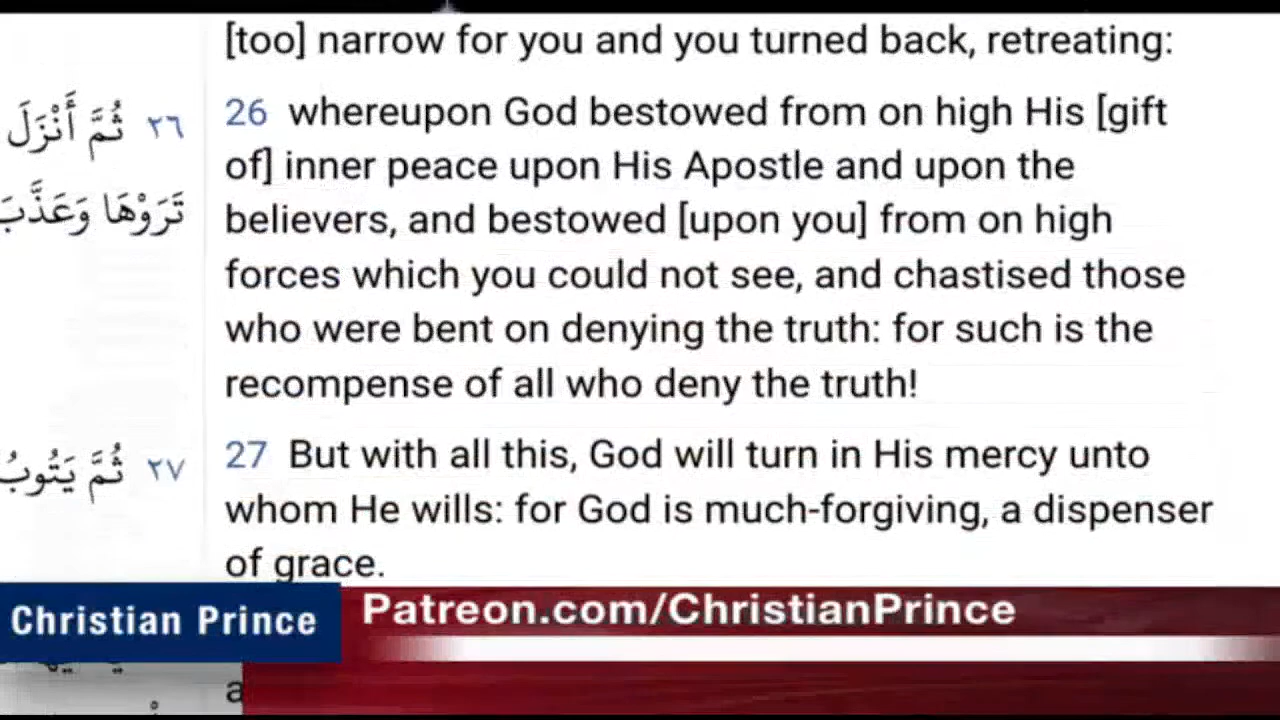 [too] narrow for you and you turned back, retreating:
٢٦ ثُمَّ أَنْزَلَ
تَرَوْهَا وَعَذَّبَ
26 whereupon God bestowed from on high His [gift
of] inner peace upon His Apostle and upon the
believers, and bestowed [upon you] from on high
forces which you could not see, and chastised those
who were bent on denying the truth: for such is the
recompense of all who deny the truth!
٢٧ ثُمَّ يَتُوبُ
27 But with all this, God will turn in His mercy unto
whom He wills: for God is much-forgiving, a dispenser
of grace.
Christian Prince
Patreon.com/ChristianPrince